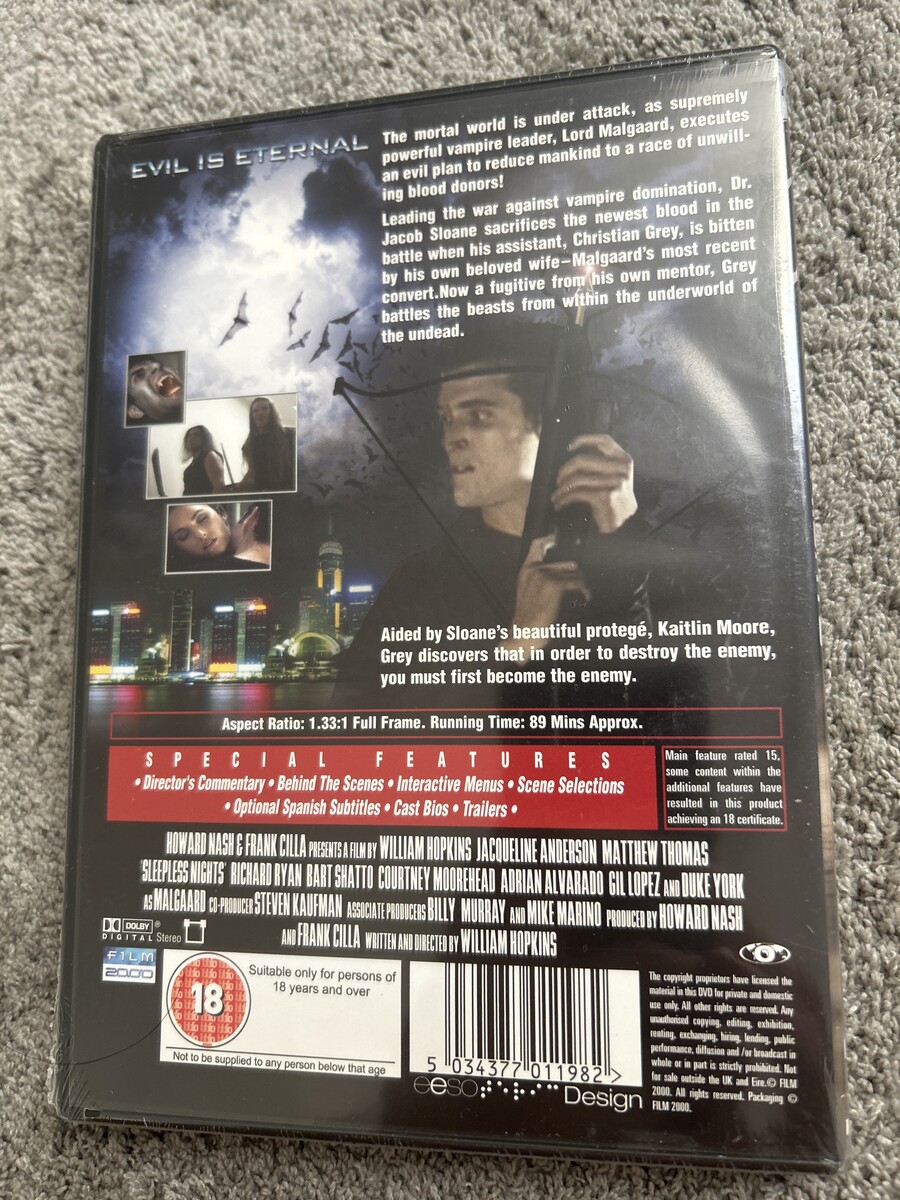 EVIL IS ETERNAL
The mortal world is under attack, as supremely
powerful vampire leader, Lord Malgaard, executes
an evil plan to reduce mankind to a race of unwill-
ing blood donors!
Leading the war against vampire domination, Dr.
Jacob Sloane sacrifices the newest blood in the
battle when his assistant, Christian Grey, is bitten
by his own beloved wife–Malgaard's most recent
convert.Now a fugitive from his own mentor, Grey
battles the beasts from within the underworld of
the undead.
Aided by Sloane's beautiful protegé, Kaitlin Moore,
Grey discovers that in order to destroy the enemy,
you must first become the enemy.
Aspect Ratio: 1.33:1 Full Frame. Running Time: 89 Mins Approx.
SPECIAL FEATURES
• Director's Commentary • Behind The Scenes • Interactive Menus • Scene Selections
• Optional Spanish Subtitles • Cast Bios • Trailers •
Main feature rated 15,
some content within the
additional features have
resulted in this product
achieving an 18 certificate.
HOWARD NASH & FRANK CILLA PRESENTS A FILM BY WILLIAM HOPKINS JACQUELINE ANDERSON MATTHEW THOMAS
'SLEEPLESS NIGHTS' RICHARD RYAN BART SHATTO COURTNEY MOOREHEAD ADRIAN ALVARADO GIL LOPEZ AND DUKE YORK
AS MALGAARD CO-PRODUCER STEVEN KAUFMAN ASSOCIATE PRODUCERS BILLY MURRAY AND MIKE MARINO PRODUCED BY HOWARD NASH
AND FRANK CILLA WRITTEN AND DIRECTED BY WILLIAM HOPKINS
DOLBY®
DIGITAL Stereo
FILM
2000
18
Suitable only for persons of
18 years and over
Not to be supplied to any person below that age
5 034377 011982 >
eeso Design
The copyright proprietors have licensed the
material in this DVD for private and domestic
use only. All other rights are reserved. Any
unauthorised copying, editing, exhibition,
renting, exchanging, hiring, lending, public
performance, diffusion and /or broadcast in
whole or in part is strictly prohibited. Not
for sale outside the UK and Eire.© FILM
2000. All rights reserved. Packaging ©
FILM 2000.